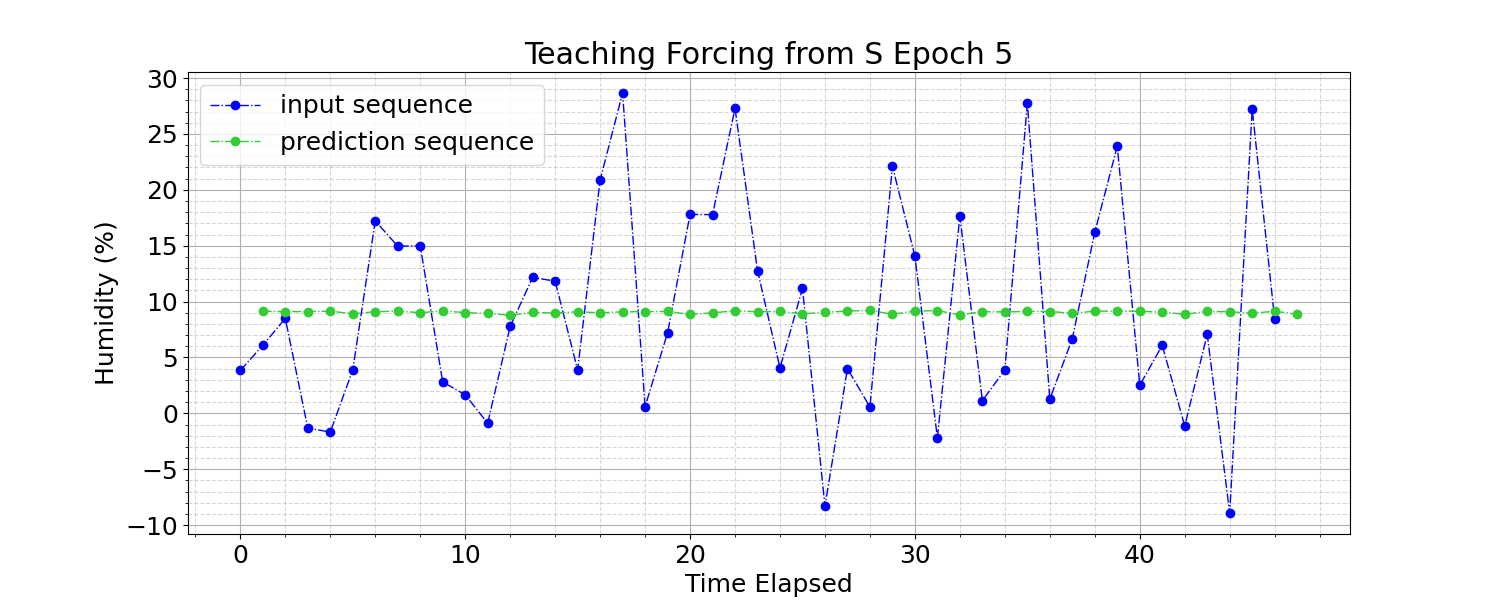 Teaching Forcing from S Epoch 5
30
25
20
15
10
5
0
−5
−10
Humidity (%)
input sequence
prediction sequence
0 10 20 30 40
Time Elapsed